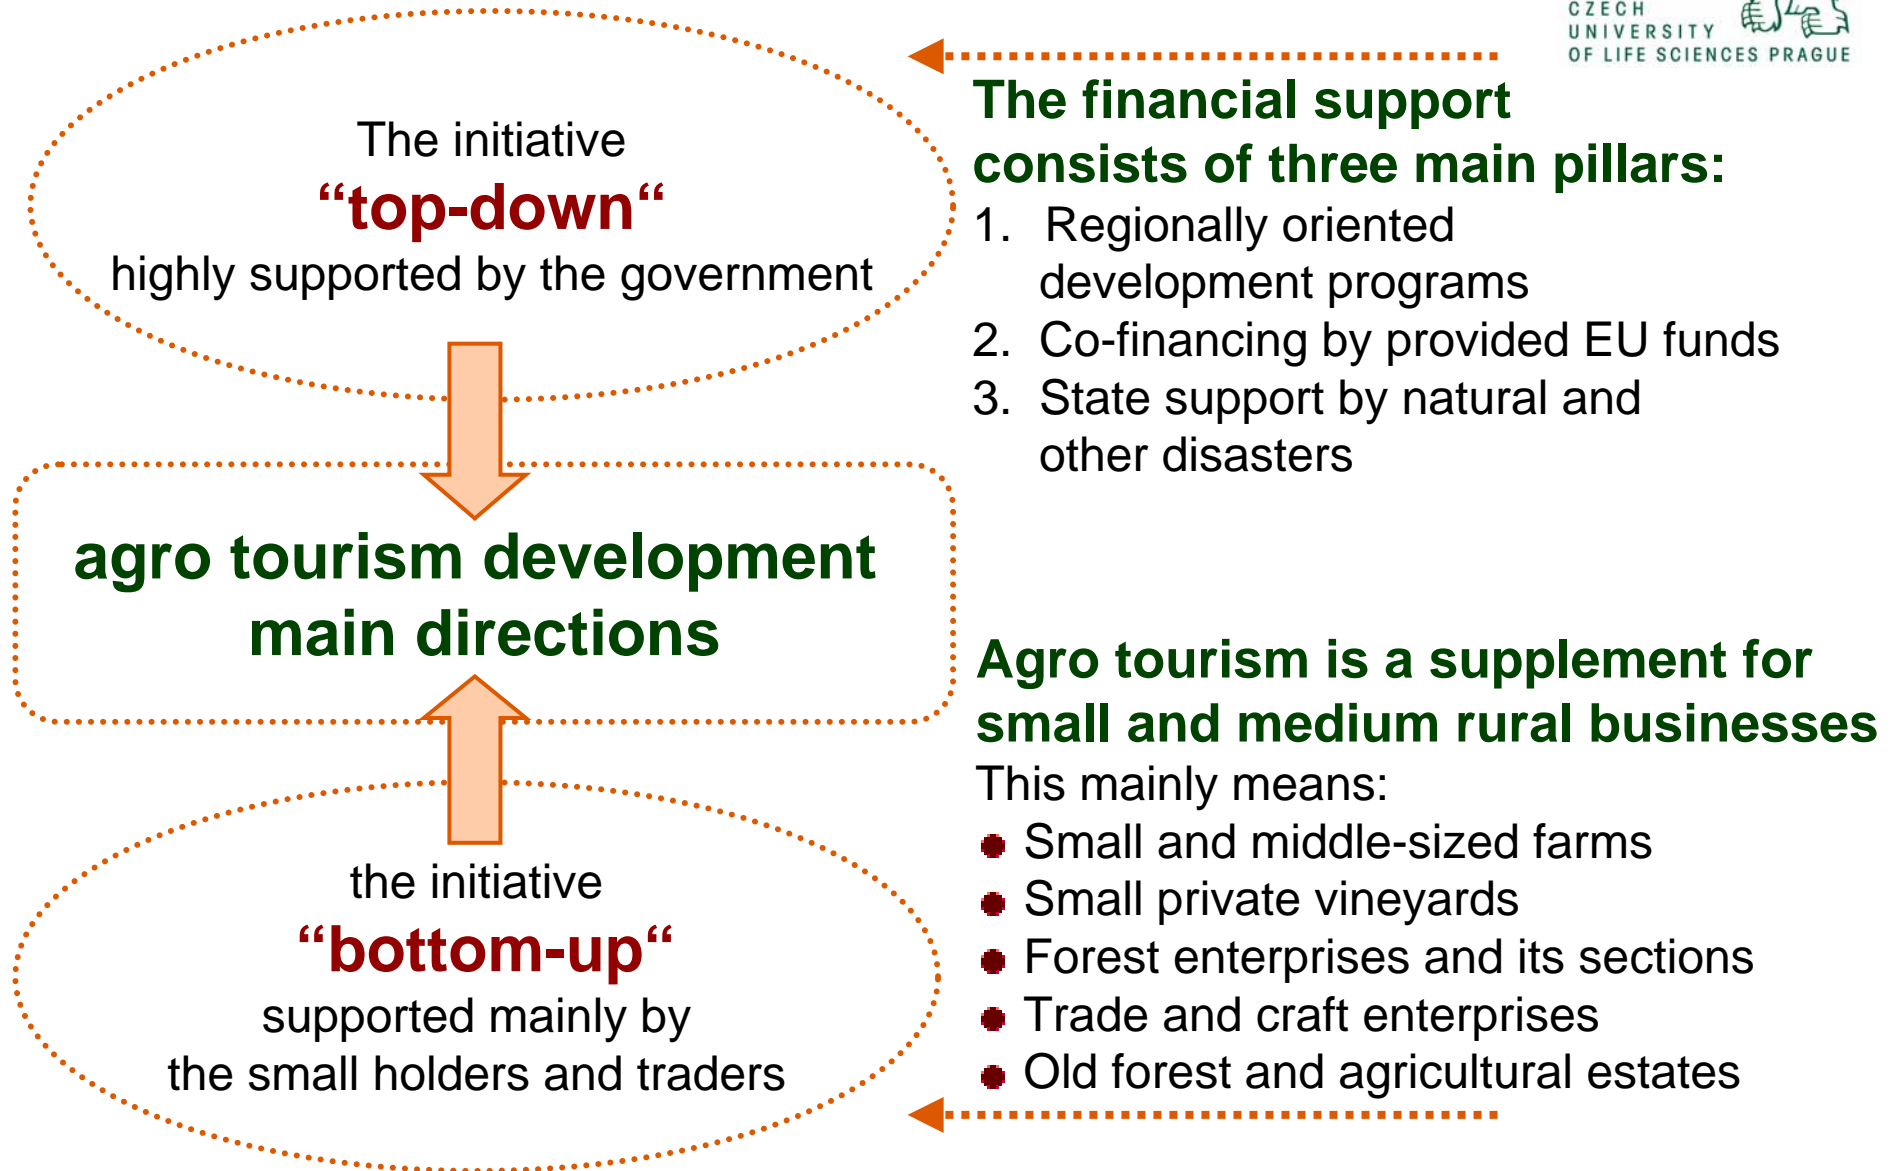 CZECH
UNIVERSITY
OF LIFE SCIENCES PRAGUE
The initiative
“top-down“
highly supported by the government
The financial support
consists of three main pillars:
1. Regionally oriented
development programs
2. Co-financing by provided EU funds
3. State support by natural and
other disasters
agro tourism development
main directions
the initiative
“bottom-up“
supported mainly by
the small holders and traders
Agro tourism is a supplement for
small and medium rural businesses
This mainly means:
Small and middle-sized farms
Small private vineyards
Forest enterprises and its sections
Trade and craft enterprises
Old forest and agricultural estates